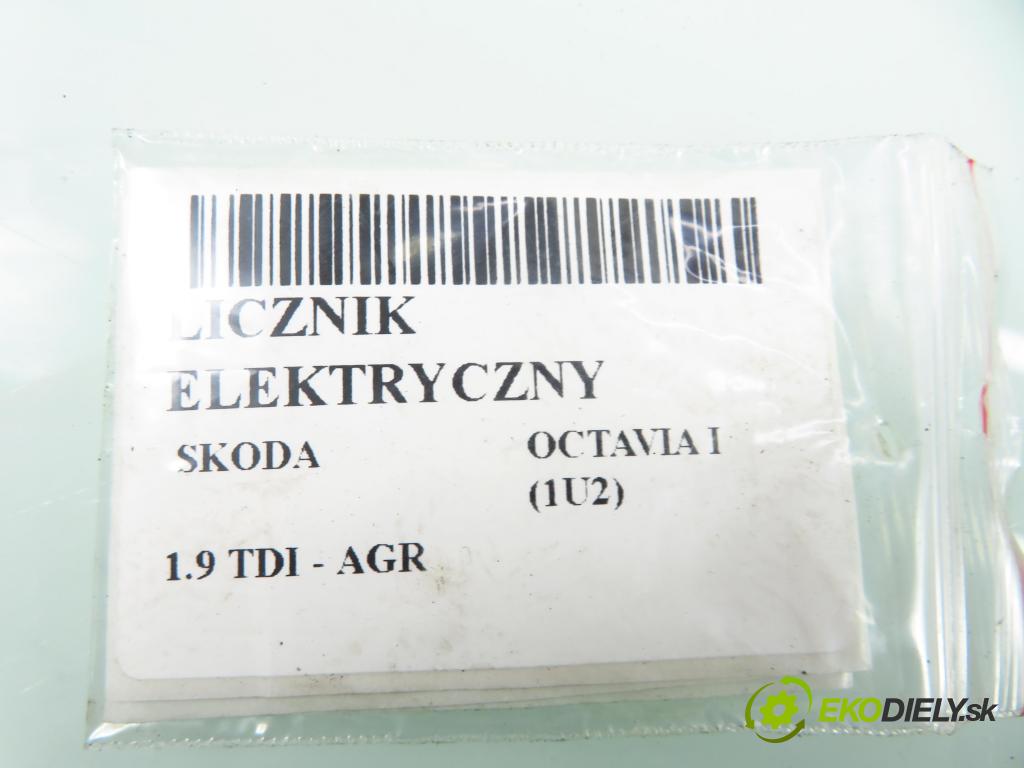 LICZNIK
ELEKTRYCZNY
SKODA OCTAVIA I
(1U2)
1.9 TDI - AGR
EKODIELY.sk